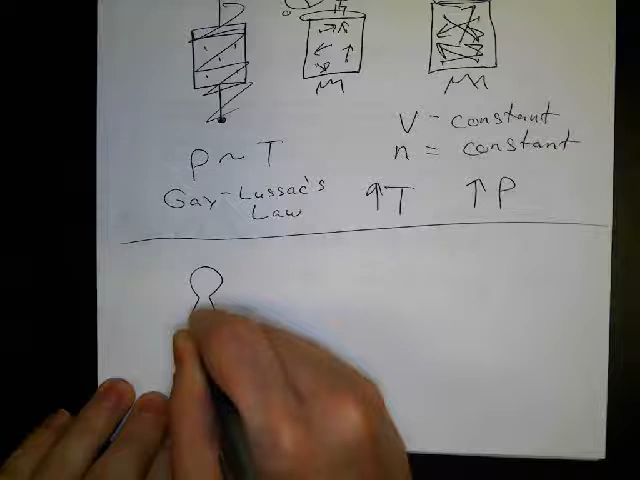 V - constant
n = constant
P ~ T
Gay-Lussac's
Law
↑T ↑P